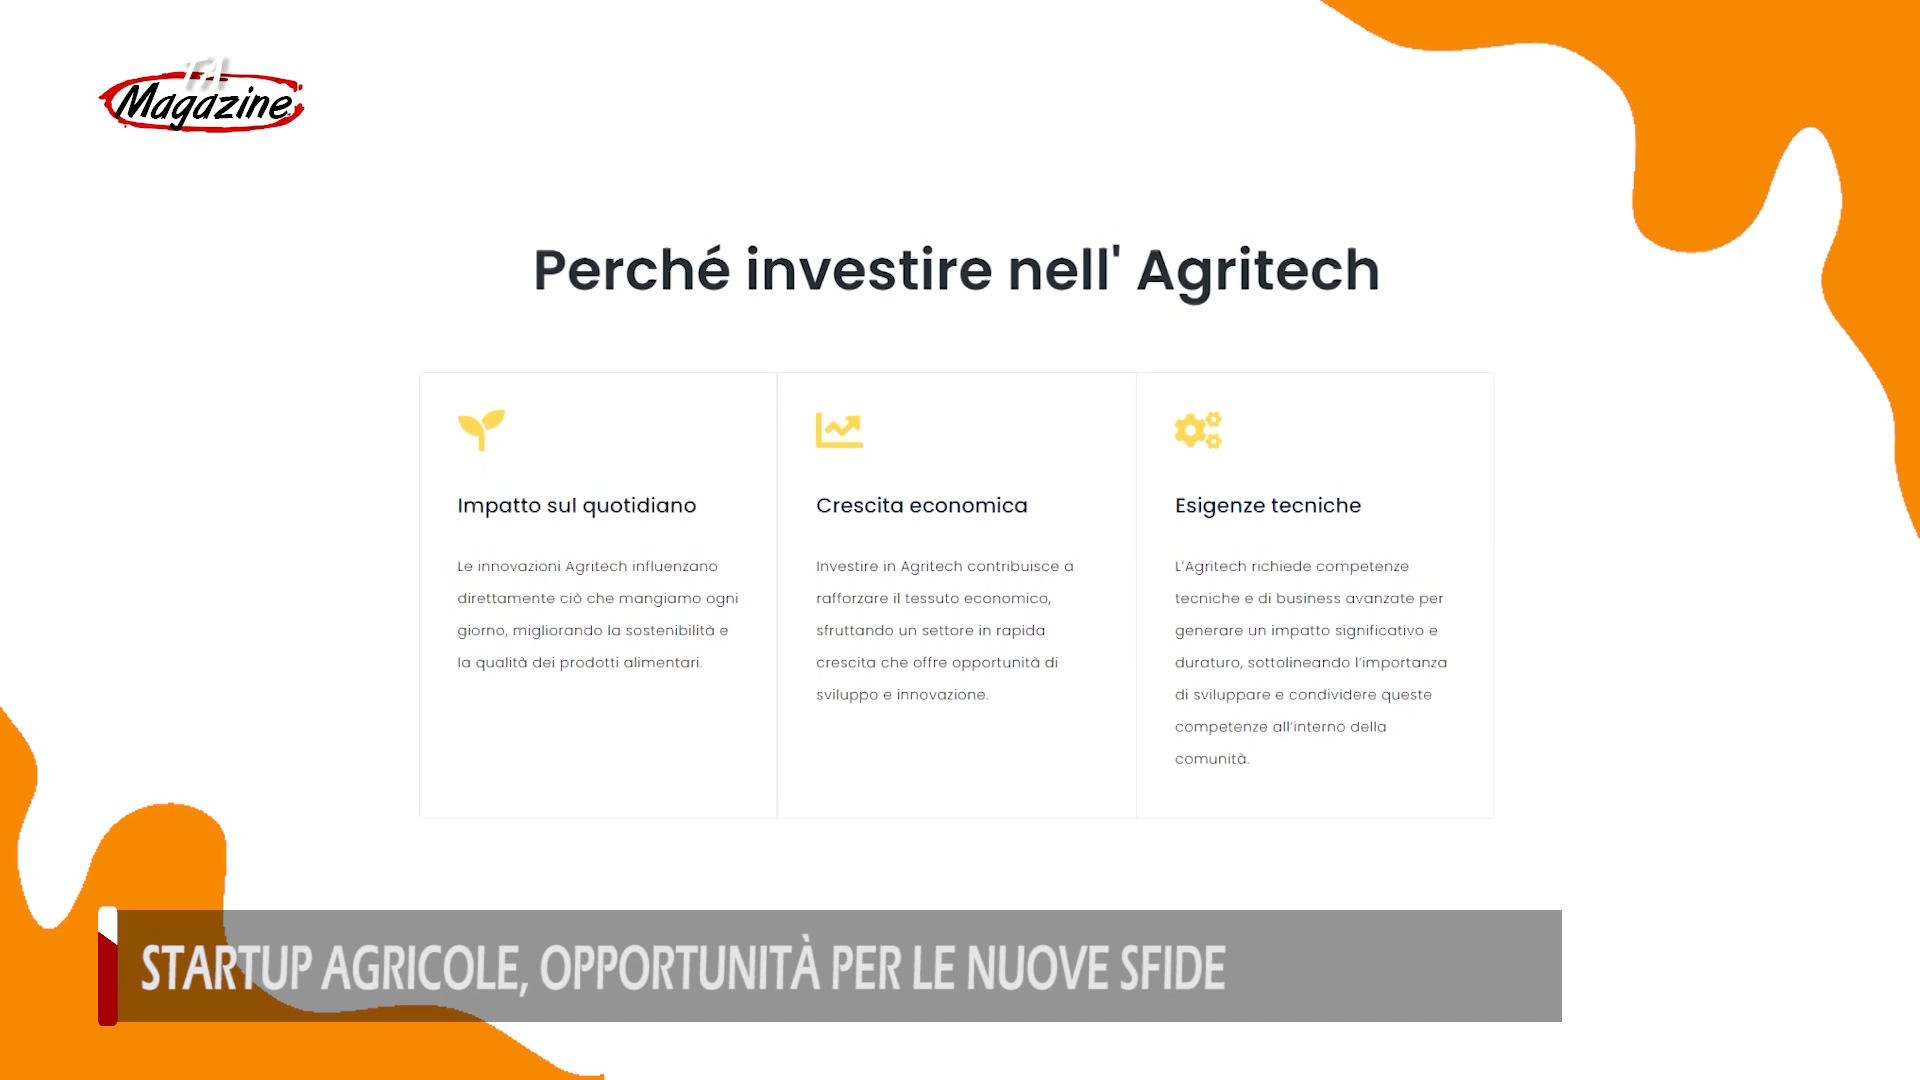 TA
Magazine
Perché investire nell' Agritech
Impatto sul quotidiano
Le innovazioni Agritech influenzano
direttamente ciò che mangiamo ogni
giorno, migliorando la sostenibilità e
la qualità dei prodotti alimentari.
Crescita economica
Investire in Agritech contribuisce a
rafforzare il tessuto economico,
sfruttando un settore in rapida
crescita che offre opportunità di
sviluppo e innovazione.
Esigenze tecniche
L'Agritech richiede competenze
tecniche e di business avanzate per
generare un impatto significativo e
duraturo, sottolineando l'importanza
di sviluppare e condividere queste
competenze all'interno della
comunità.
STARTUP AGRICOLE, OPPORTUNITÀ PER LE NUOVE SFIDE